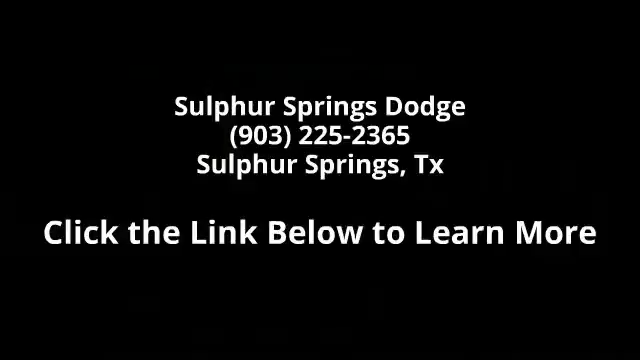 Sulphur Springs Dodge
(903) 225-2365
Sulphur Springs, Tx
Click the Link Below to Learn More